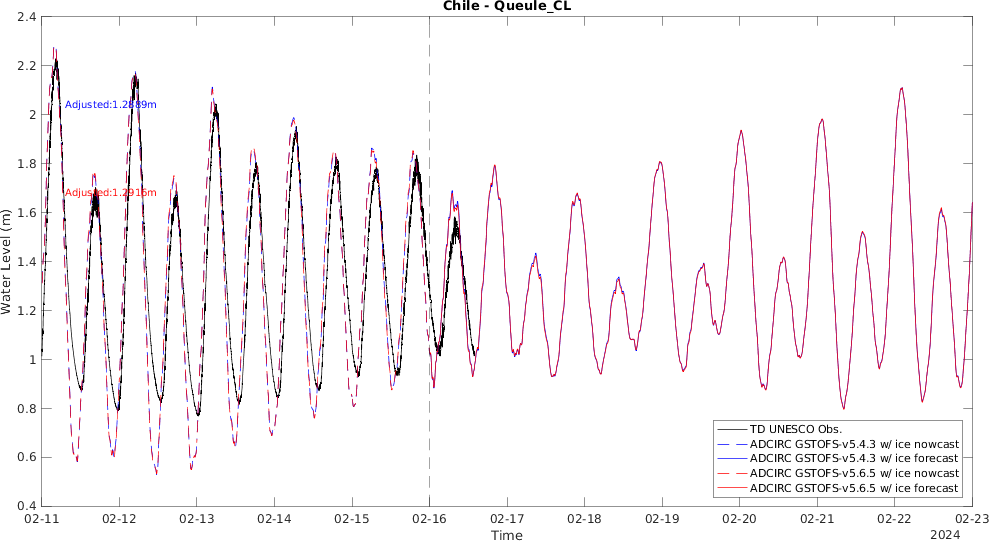 Chile - Queule_CL
Water Level (m)
2.4
2.2
2
1.8
1.6
1.4
1.2
1
0.8
0.6
0.4
Adjusted:1.2889m
Adjusted:1.2916m
TD UNESCO Obs.
ADCIRC GSTOFS-v5.4.3 w/ ice nowcast
ADCIRC GSTOFS-v5.4.3 w/ ice forecast
ADCIRC GSTOFS-v5.6.5 w/ ice nowcast
ADCIRC GSTOFS-v5.6.5 w/ ice forecast
02-11 02-12 02-13 02-14 02-15 02-16 02-17 02-18 02-19 02-20 02-21 02-22 02-23
Time
2024